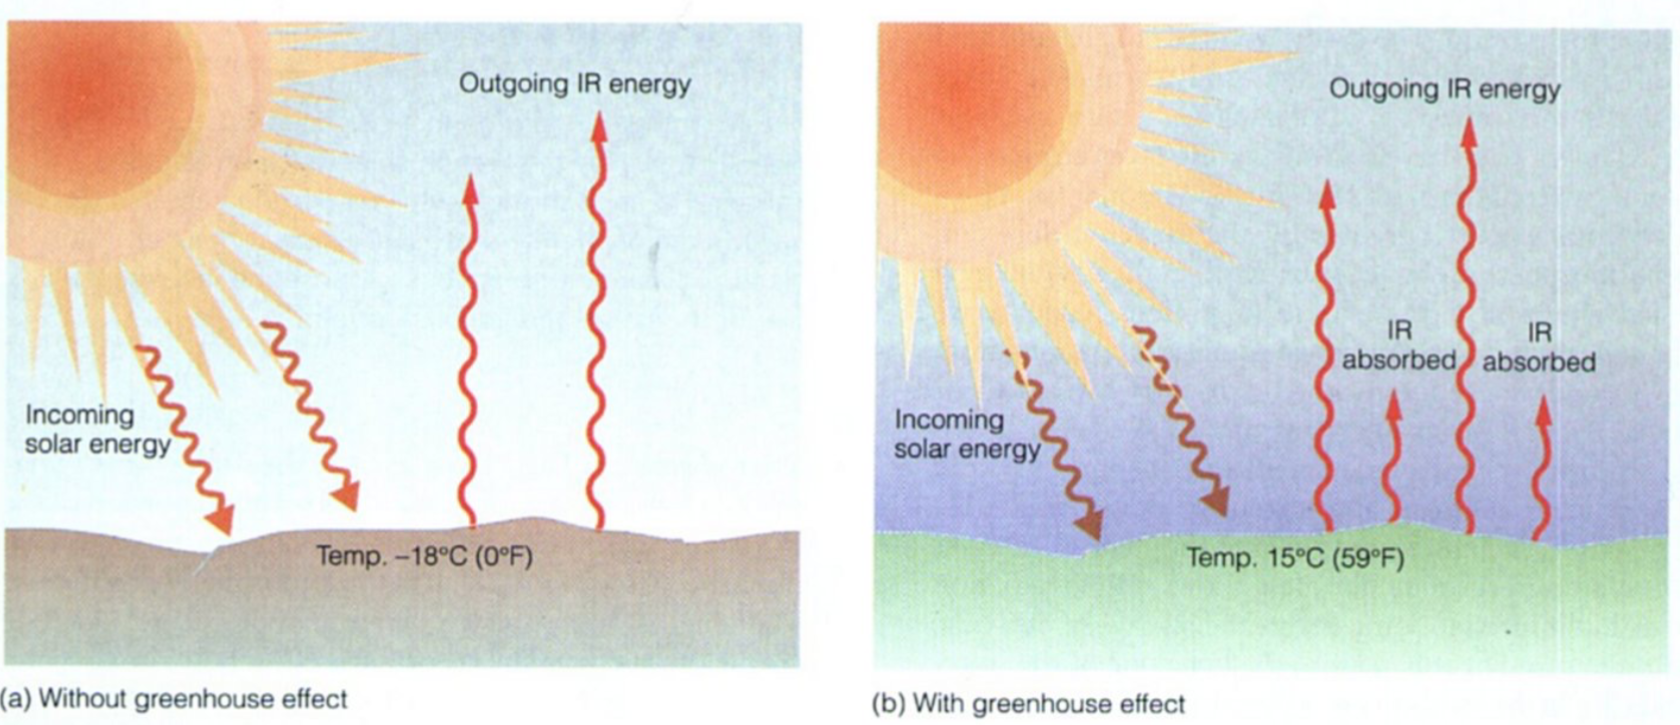 Outgoing IR energy
Incoming
solar energy
Temp. –18°C (0°F)
(a) Without greenhouse effect
Outgoing IR energy
IR
absorbed
IR
absorbed
Incoming
solar energy
Temp. 15°C (59°F)
(b) With greenhouse effect